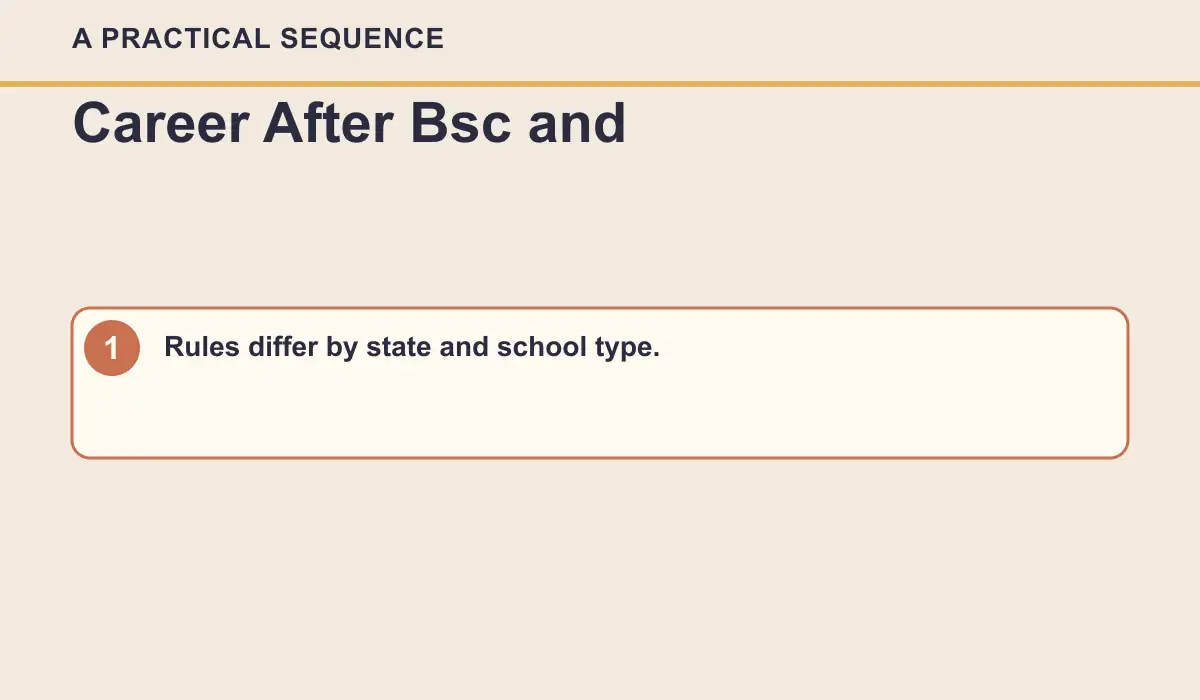 A PRACTICAL SEQUENCE
Career After Bsc and
1 Rules differ by state and school type.